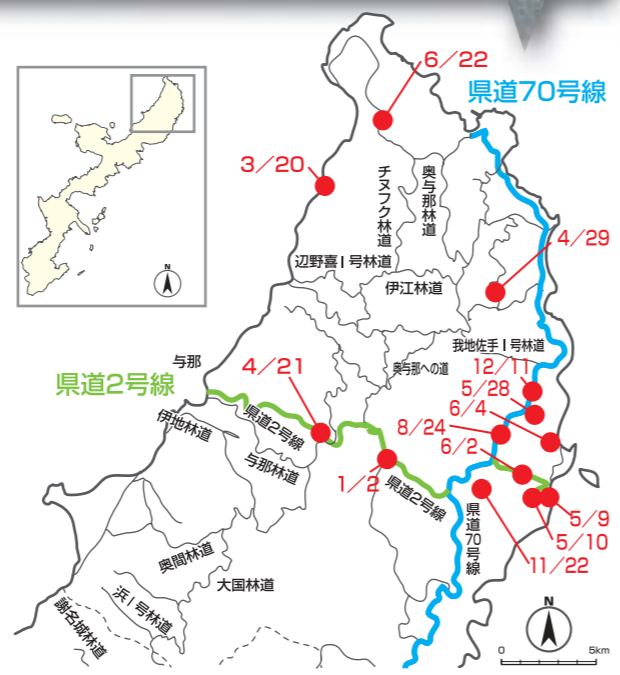 6/22
県道70号線
3/20
チヌフク林道
奥与那林道
4/29
辺野喜1号林道
伊江林道
N
我地佐手1号林道
与那
奥与那への道
12/11
4/21
5/28
県道2号線
6/4
県道2号線
8/24
伊地林道
6/2
与那林道
1/2
県道2号線
県道70号線
5/9
5/10
奥間林道
11/22
大国林道
浜1号林道
謝名城林道
N
0 5km